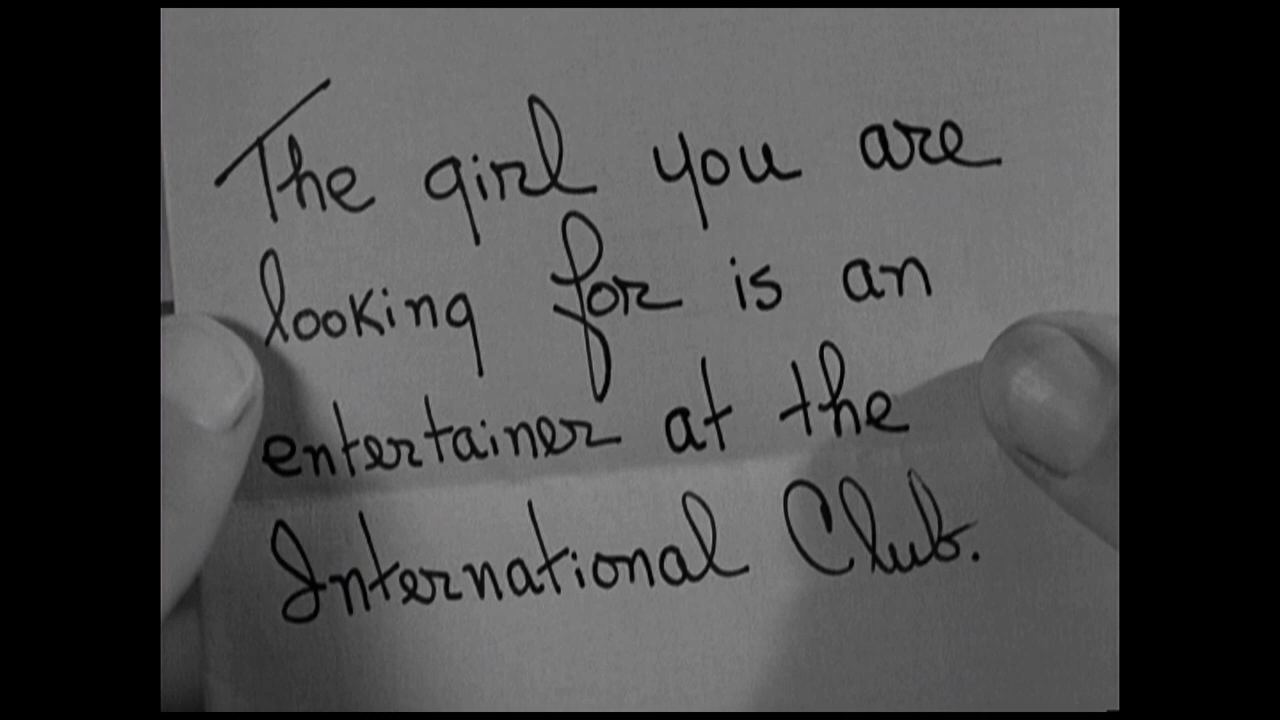 The girl you are
looking for is an
entertainer at the
International Club.